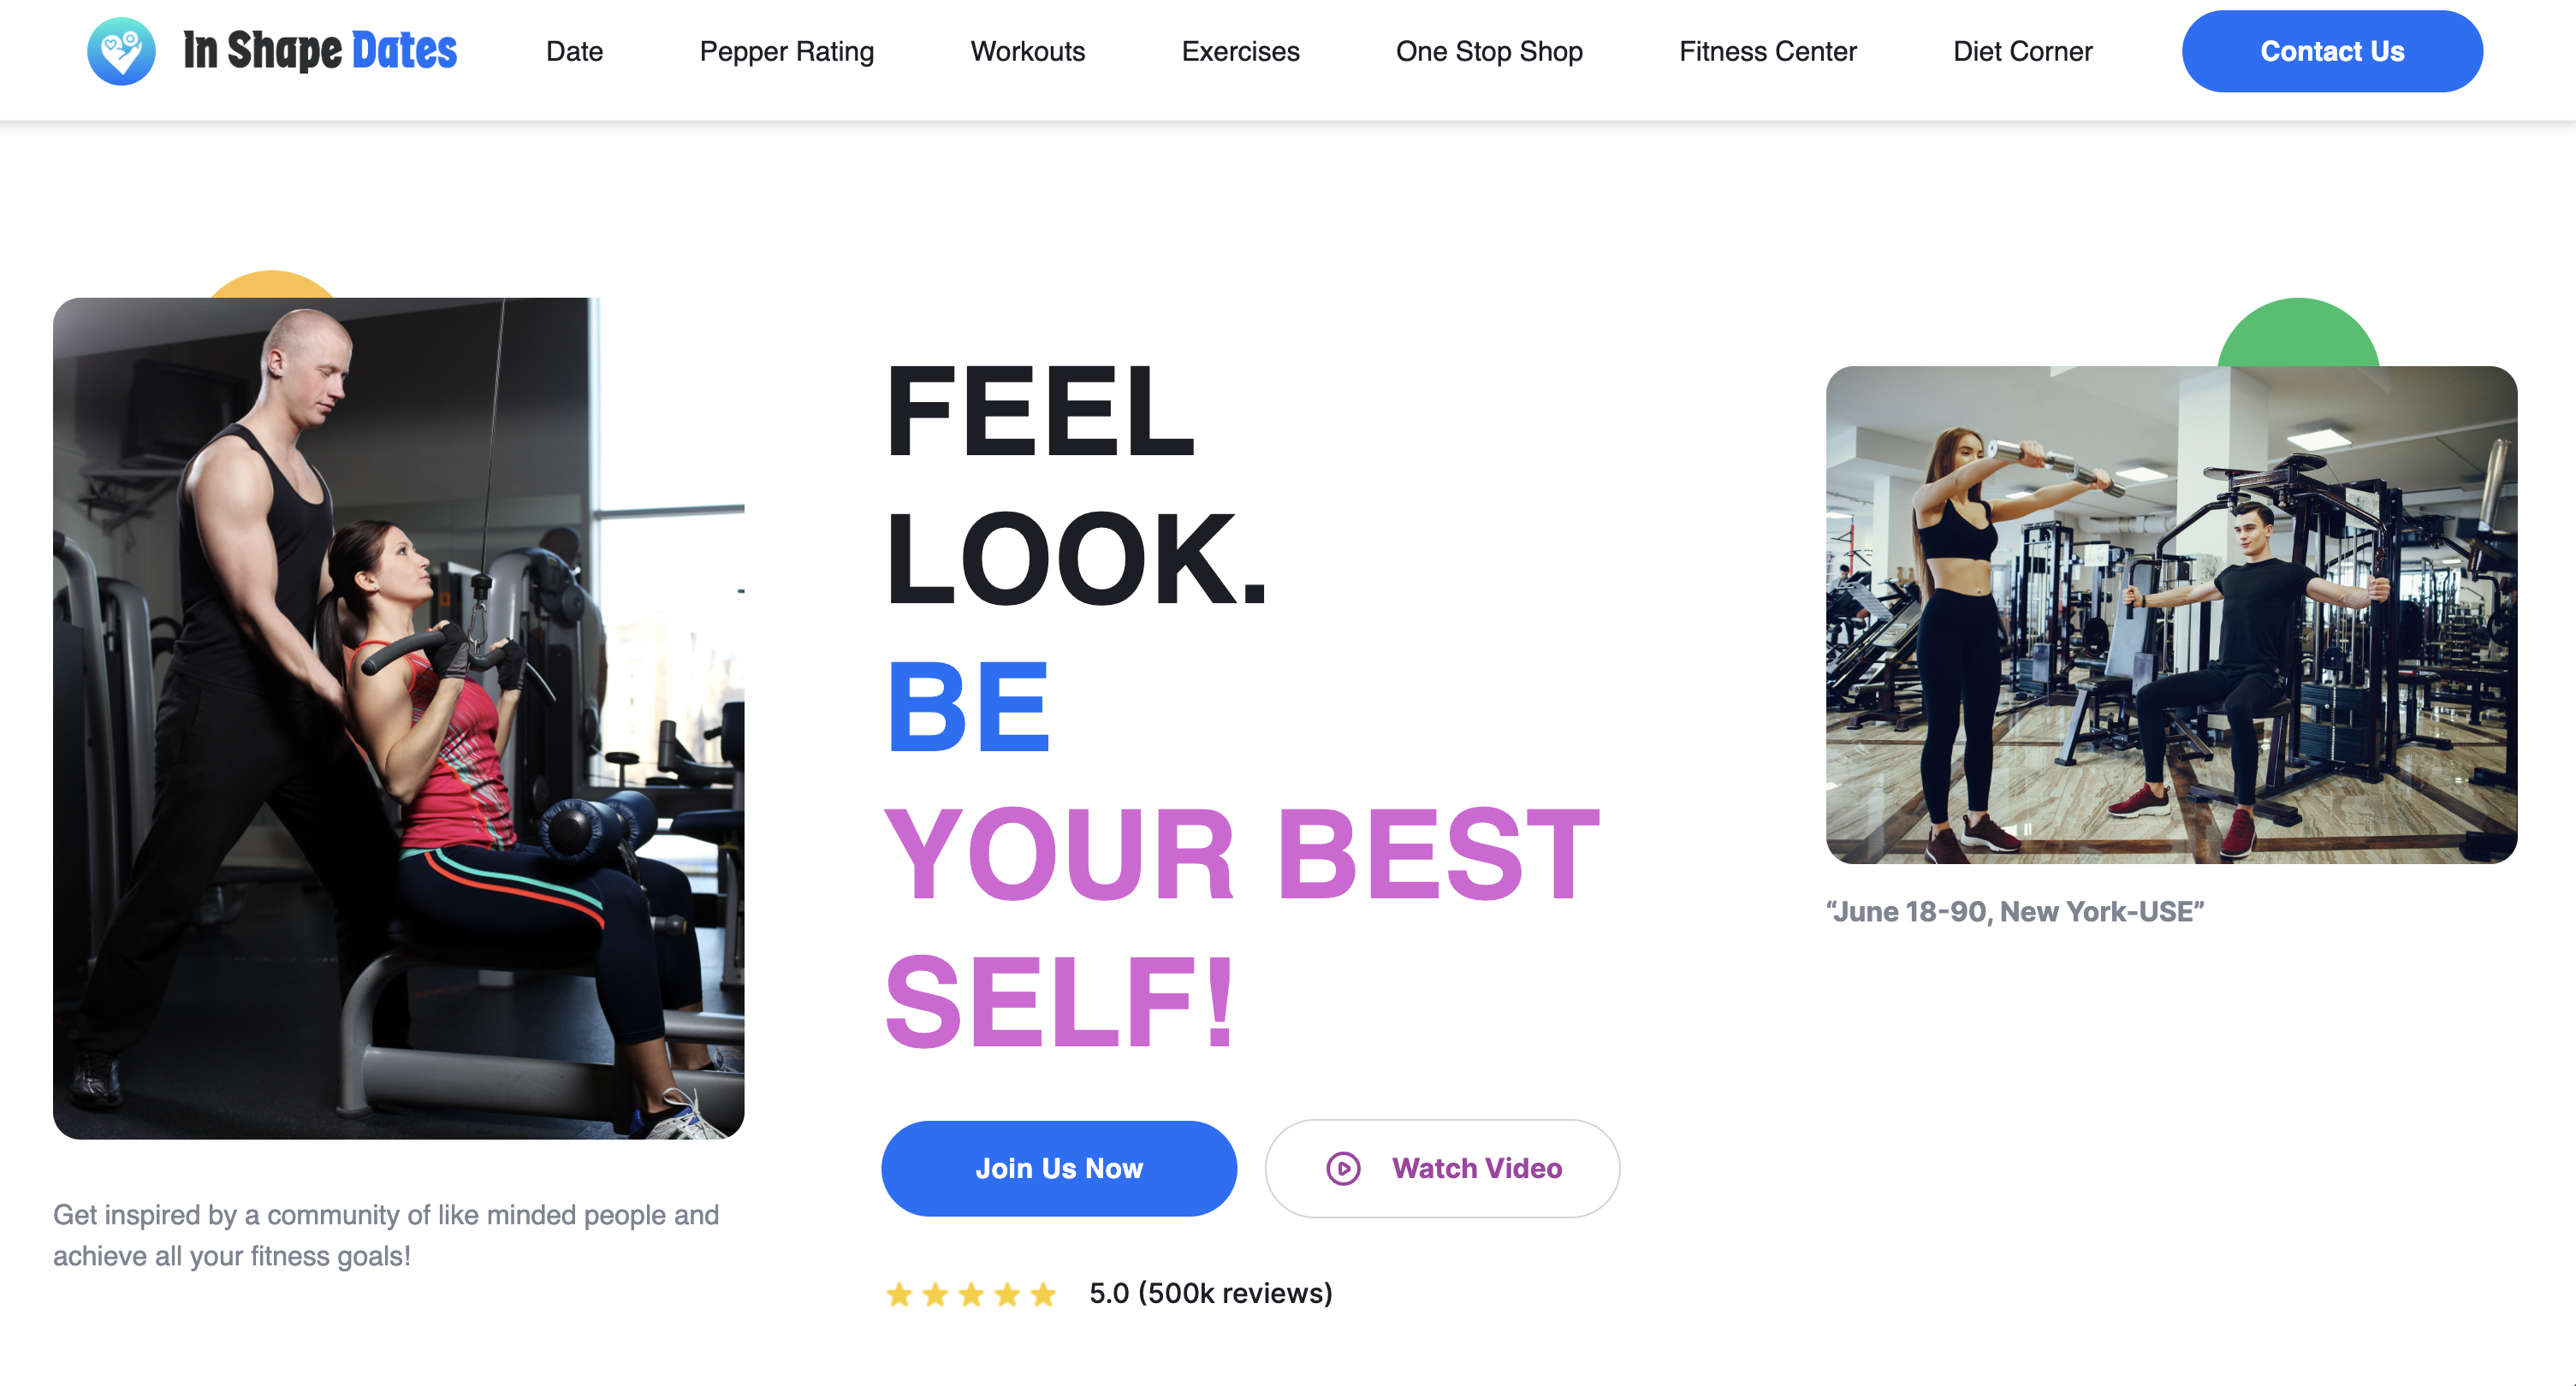 In Shape Dates
Date
Pepper Rating
Workouts
Exercises
One Stop Shop
Fitness Center
Diet Corner
Contact Us
FEEL
LOOK.
BE
YOUR BEST
SELF!
Join Us Now
Watch Video
5.0 (500k reviews)
Get inspired by a community of like minded people and
achieve all your fitness goals!
“June 18-90, New York-USE”